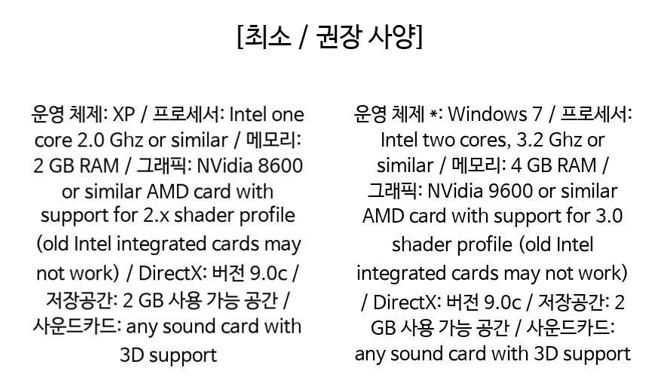 [최소 / 권장 사양]
운영 체제: XP / 프로세서: Intel one
core 2.0 Ghz or similar / 메모리:
2 GB RAM / 그래픽: NVidia 8600
or similar AMD card with
support for 2.x shader profile
(old Intel integrated cards may
not work) / DirectX: 버전 9.0c /
저장공간: 2 GB 사용 가능 공간 /
사운드카드: any sound card with
3D support
운영 체제 *: Windows 7 / 프로세서:
Intel two cores, 3.2 Ghz or
similar / 메모리: 4 GB RAM /
그래픽: NVidia 9600 or similar
AMD card with support for 3.0
shader profile (old Intel
integrated cards may not work)
/ DirectX: 버전 9.0c / 저장공간: 2
GB 사용 가능 공간 / 사운드카드:
any sound card with 3D support